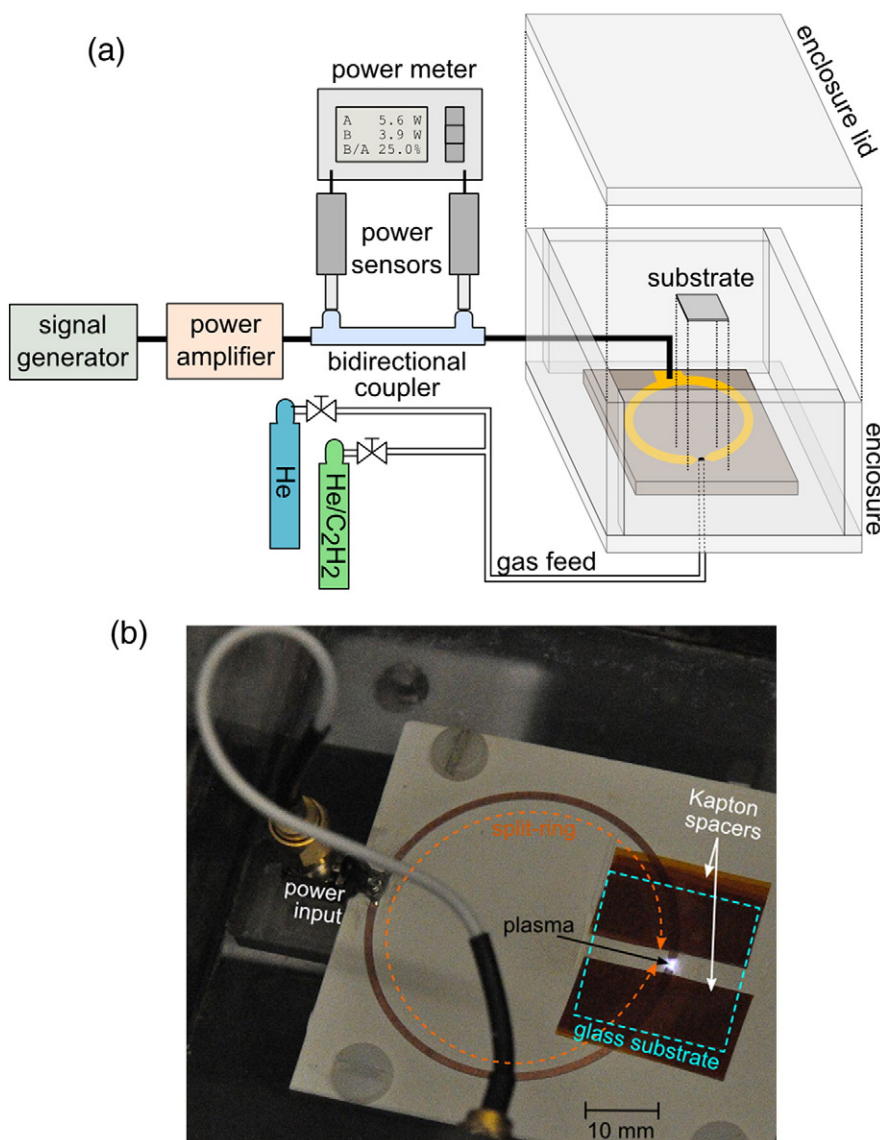 (a)
power meter
A 5.6 W
B 3.9 W
B/A 25.0%
power
sensors
enclosure lid
substrate
signal
generator
power
amplifier
bidirectional
coupler
He
He/C2H2
gas feed
enclosure
(b)
Kapton
spacers
split-ring
power
input
plasma
glass substrate
10 mm